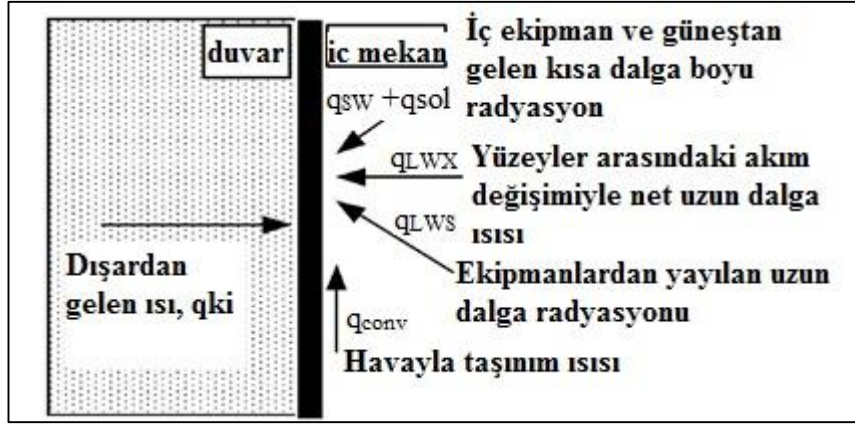 duvar
iç mekan
İç ekipman ve güneştan
gelen kısa dalga boyu
radyasyon
qSW +qsol
qLWX
Yüzeyler arasındaki akım
değişimiyle net uzun dalga
ısısı
qLWS
Ekipmanlardan yayılan uzun
dalga radyasyonu
Dışardan
gelen ısı, qki
qconv
Havayla taşınım ısısı